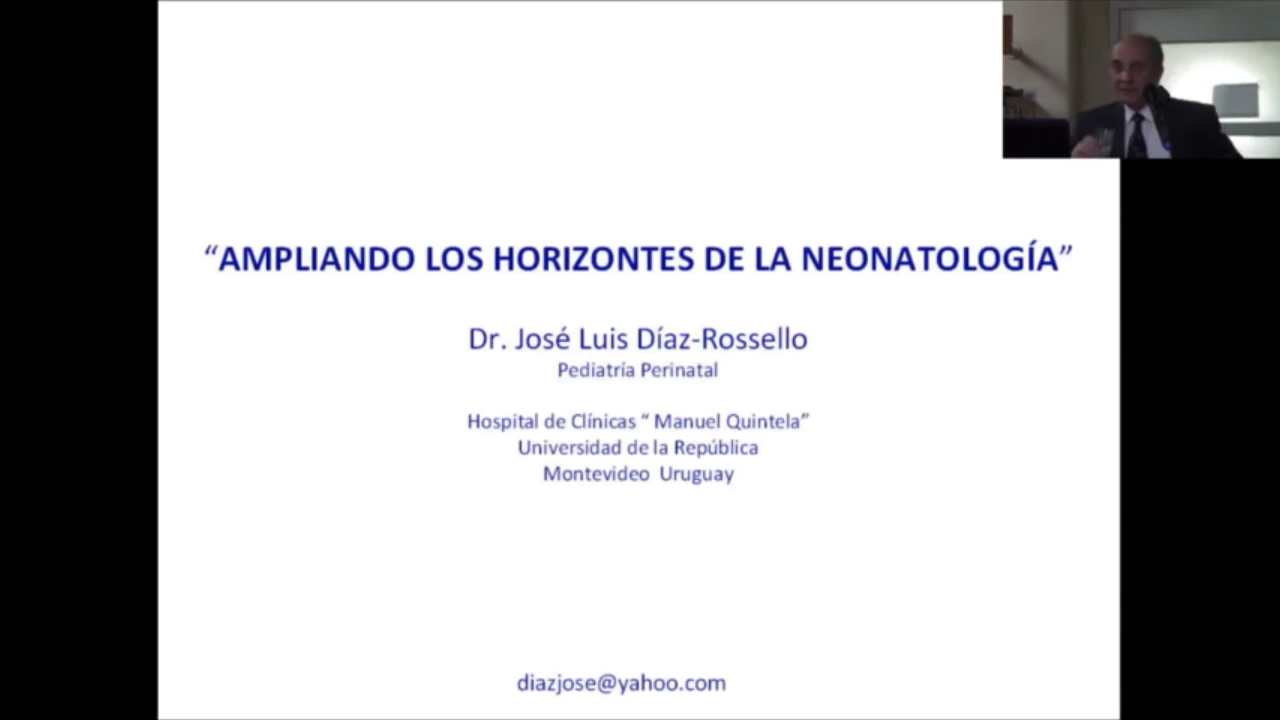 “AMPLIANDO LOS HORIZONTES DE LA NEONATOLOGÍA”
Dr. José Luis Díaz-Rossello
Pediatría Perinatal
Hospital de Clínicas “ Manuel Quintela”
Universidad de la República
Montevideo Uruguay
diazjose@yahoo.com